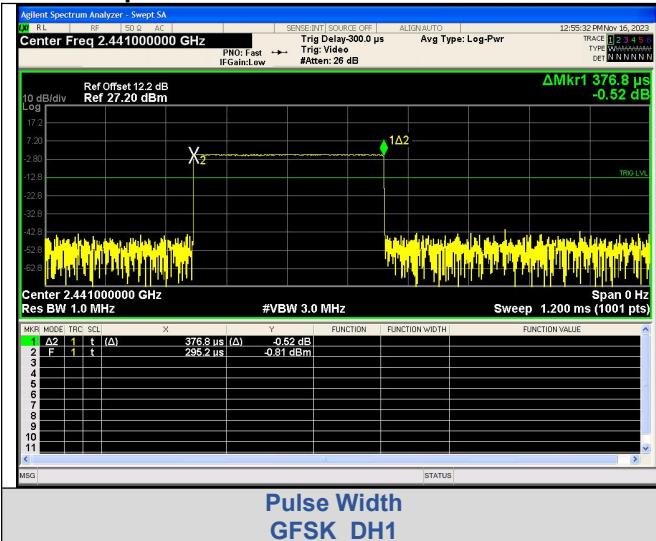 Agilent Spectrum Analyzer - Swept SA
RL RF 50 Ω AC SENSE:INT SOURCE OFF ALIGNAUTO 12:55:32 PM Nov 16, 2023
Center Freq 2.441000000 GHz Trig Delay-300.0 µs Avg Type: Log-Pwr TRACE 1 2 3 4 5 6
PNO: Fast Trig: Video TYPE
IFGain:Low #Atten: 26 dB DET N N N N N N
ΔMkr1 376.8 µs
Ref Offset 12.2 dB
10 dB/div Ref 27.20 dBm -0.52 dB
Log
17.2
7.20
1Δ2
X2
-2.80
-12.8 TRIG LVL
-22.8
-32.8
-42.8
-52.8
-62.8
Center 2.441000000 GHz Span 0 Hz
Res BW 1.0 MHz #VBW 3.0 MHz Sweep 1.200 ms (1001 pts)
MKR MODE TRC SCL X Y FUNCTION FUNCTION WIDTH FUNCTION VALUE
1 Δ2 1 t (Δ) 376.8 µs (Δ) -0.52 dB
2 F 1 t 295.2 µs -0.81 dBm
3
4
5
6
7
8
9
10
11
MSG STATUS
Pulse Width
GFSK_DH1